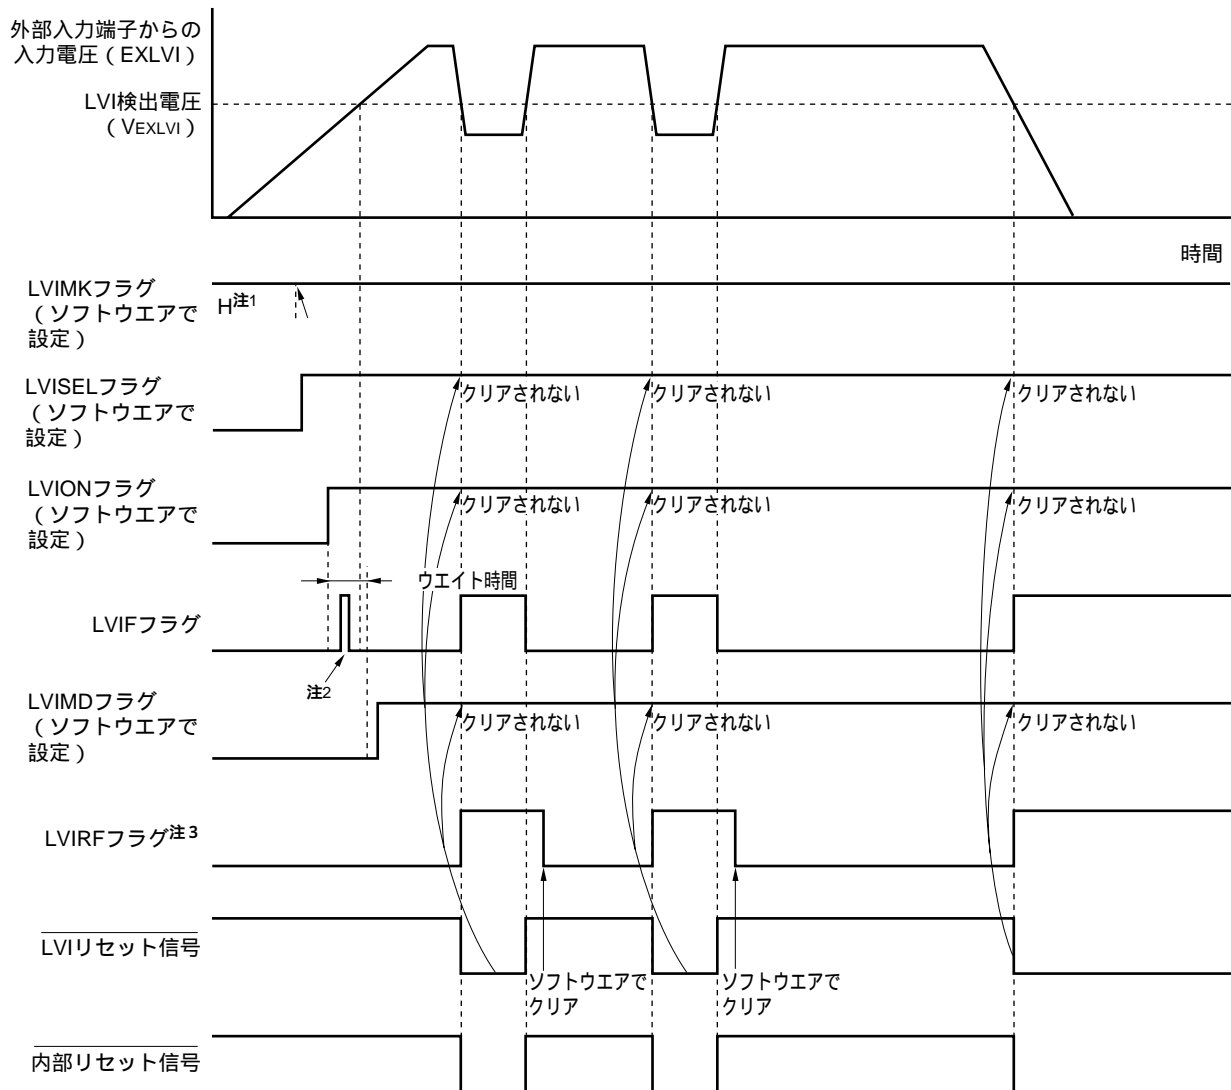 外部入力端子からの
入力電圧（EXLVI）
LVI検出電圧
（VEXLVI）
時間
LVIMKフラグ
（ソフトウエアで
設定）
H注1
LVISELフラグ
（ソフトウエアで
設定）
クリアされない
クリアされない
クリアされない
LVIONフラグ
（ソフトウエアで
設定）
クリアされない
クリアされない
クリアされない
ウエイト時間
LVIFフラグ
注2
LVIMDフラグ
（ソフトウエアで
設定）
クリアされない
クリアされない
クリアされない
LVIRFフラグ注3
LVIリセット信号
ソフトウエアで
クリア
ソフトウエアで
クリア
内部リセット信号